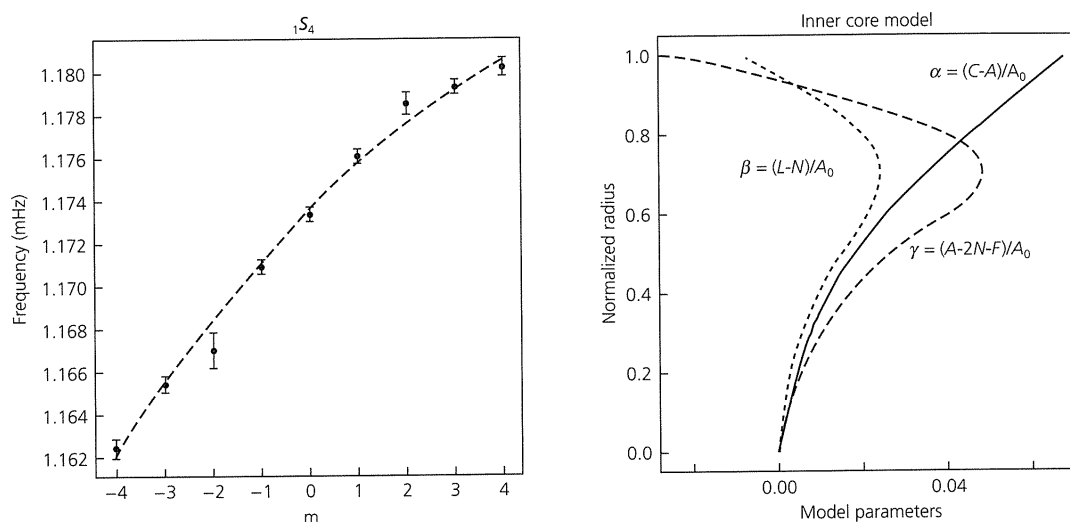 ₁S₄
Frequency (mHz)
1.180
1.178
1.176
1.174
1.172
1.170
1.168
1.166
1.164
1.162
−4 −3 −2 −1 0 1 2 3 4
m
Inner core model
Normalized radius
1.0
0.8
0.6
0.4
0.2
0.0
α = (C-A)/A₀
β = (L-N)/A₀
γ = (A-2N-F)/A₀
0.00 0.04
Model parameters